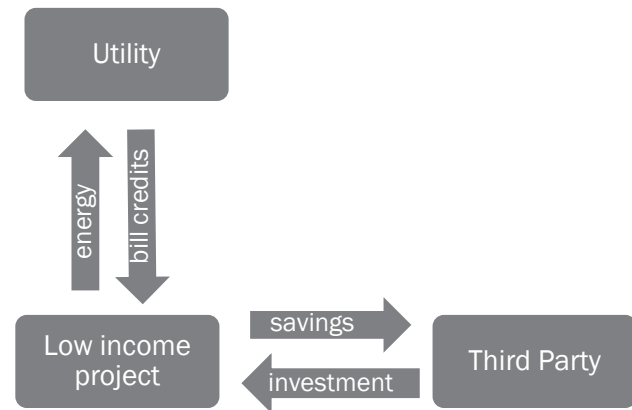 Utility
energy
bill credits
Low income
project
savings
investment
Third Party